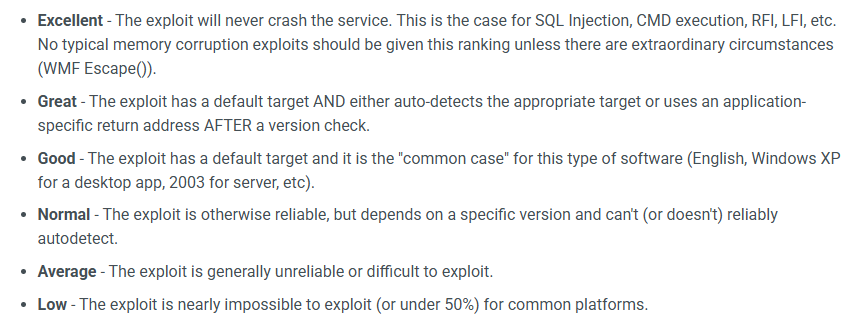 Excellent - The exploit will never crash the service. This is the case for SQL Injection, CMD execution, RFI, LFI, etc.
No typical memory corruption exploits should be given this ranking unless there are extraordinary circumstances
(WMF Escape()).
Great - The exploit has a default target AND either auto-detects the appropriate target or uses an application-
specific return address AFTER a version check.
Good - The exploit has a default target and it is the "common case" for this type of software (English, Windows XP
for a desktop app, 2003 for server, etc).
Normal - The exploit is otherwise reliable, but depends on a specific version and can't (or doesn't) reliably
autodetect.
Average - The exploit is generally unreliable or difficult to exploit.
Low - The exploit is nearly impossible to exploit (or under 50%) for common platforms.